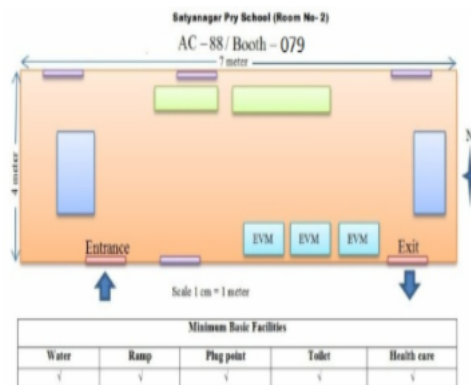 Satyanagar Pry School (Room No- 2)
AC - 88/ Booth - 079
7 meter
4 meter
N
EVM EVM EVM
Entrance Exit
Scale 1 cm = 1 meter
Minimum Basic Facilities
Water Ramp Plug point Toilet Health care
√ √ √ √ √